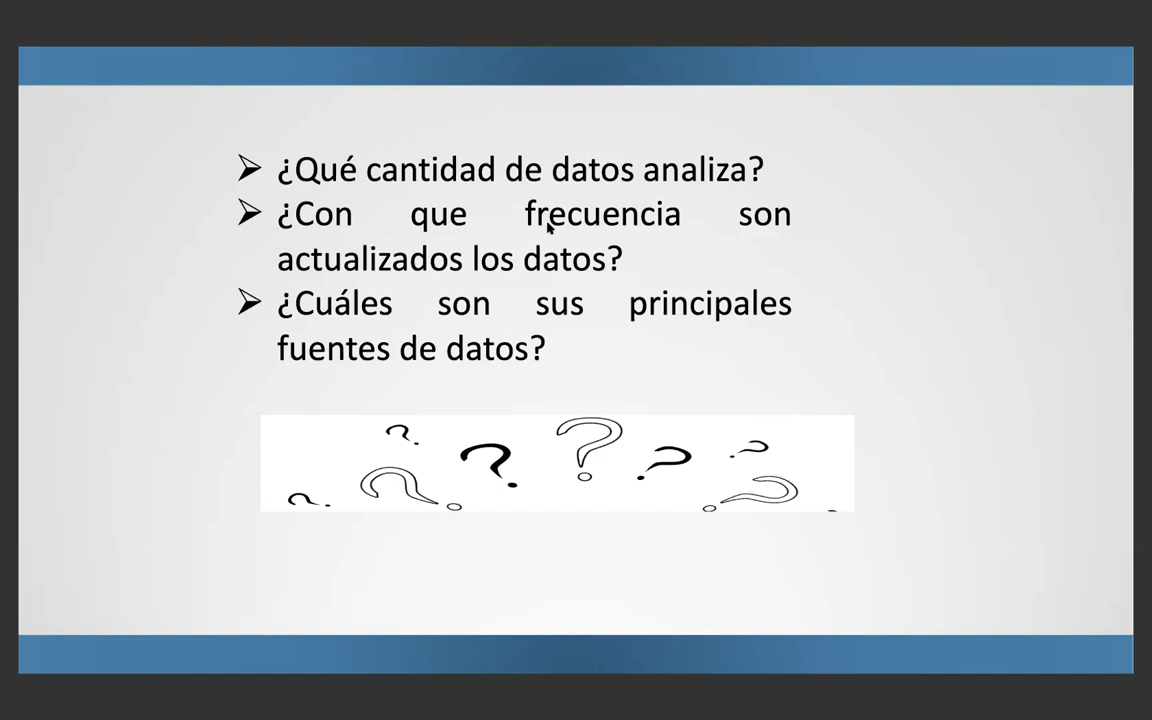 ¿Qué cantidad de datos analiza?
¿Con que frecuencia son
actualizados los datos?
¿Cuáles son sus principales
fuentes de datos?